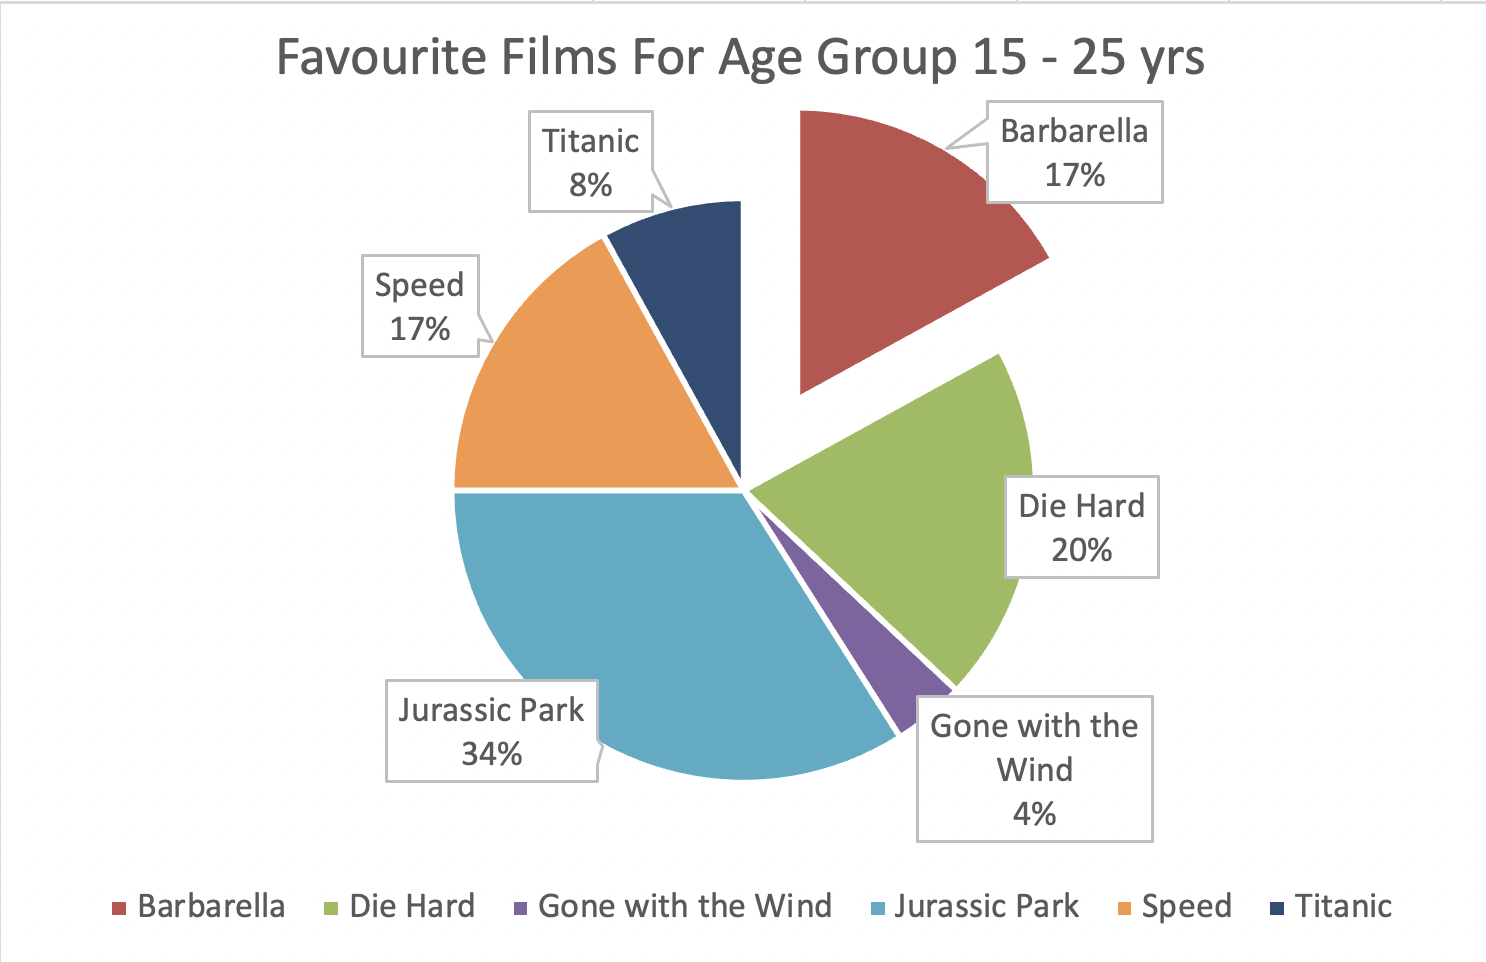 Favourite Films For Age Group 15 - 25 yrs
Barbarella
17%
Titanic
8%
Speed
17%
Die Hard
20%
Jurassic Park
34%
Gone with the
Wind
4%
Barbarella Die Hard Gone with the Wind Jurassic Park Speed Titanic